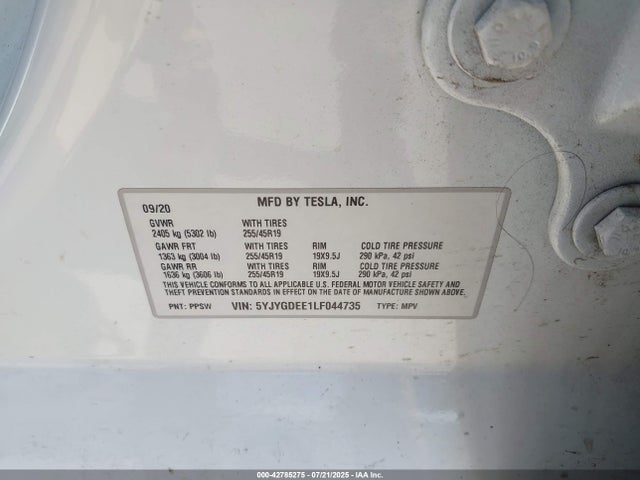 09/20 MFD BY TESLA, INC.
GVWR WITH TIRES
2405 kg (5302 lb) 255/45R19
GAWR FRT WITH TIRES RIM COLD TIRE PRESSURE
1363 kg (3004 lb) 255/45R19 19X9.5J 290 kPa, 42 psi
GAWR RR WITH TIRES RIM COLD TIRE PRESSURE
1636 kg (3606 lb) 255/45R19 19X9.5J 290 kPa, 42 psi
THIS VEHICLE CONFORMS TO ALL APPLICABLE U.S. FEDERAL MOTOR VEHICLE SAFETY AND
THEFT PREVENTION STANDARDS IN EFFECT ON THE DATE OF MANUFACTURE SHOWN ABOVE.
PNT: PPSW VIN: 5YJYGDEE1LF044735 TYPE: MPV
000-42785275 - 07/21/2025 - IAAI.COM